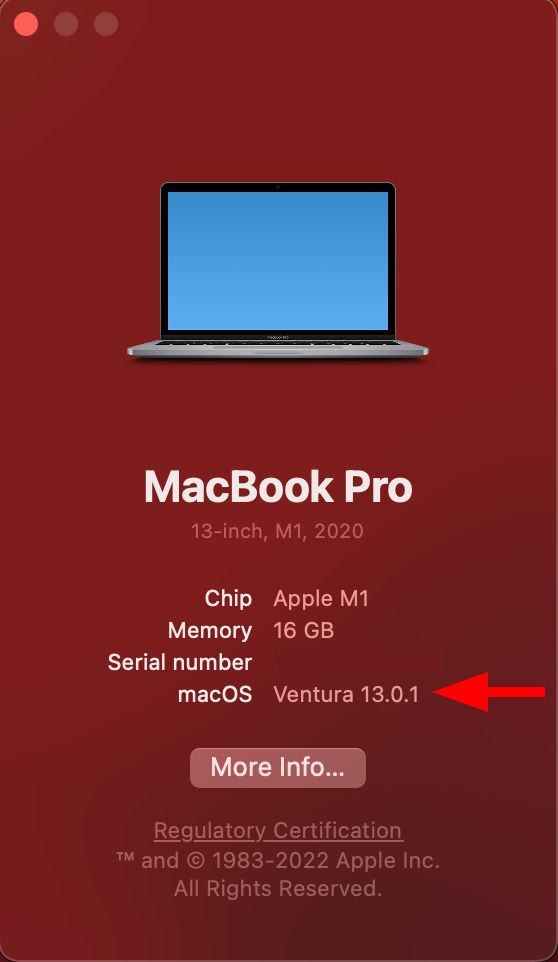 MacBook Pro
13-inch, M1, 2020
Chip Apple M1
Memory 16 GB
Serial number
macOS Ventura 13.0.1
More Info...
Regulatory Certification
™ and © 1983-2022 Apple Inc.
All Rights Reserved.